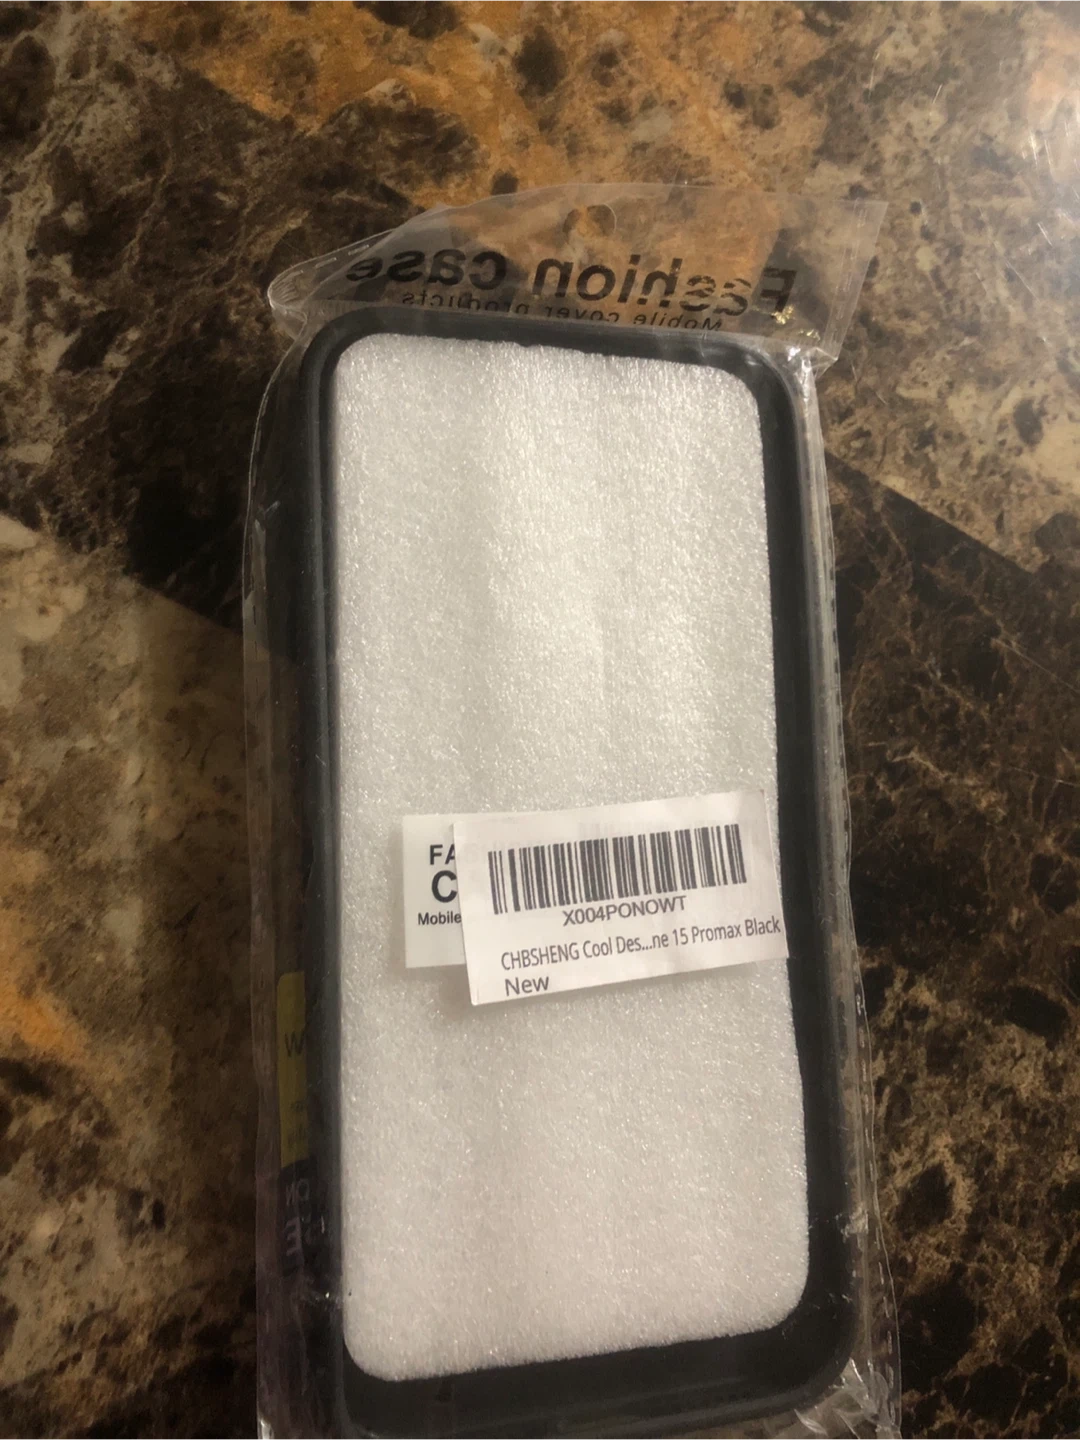 Fashion case
Mobile cover products
FA
C
Mobile
X004PONOWT
CHBSHENG Cool Des...ne 15 Promax Black
New
W